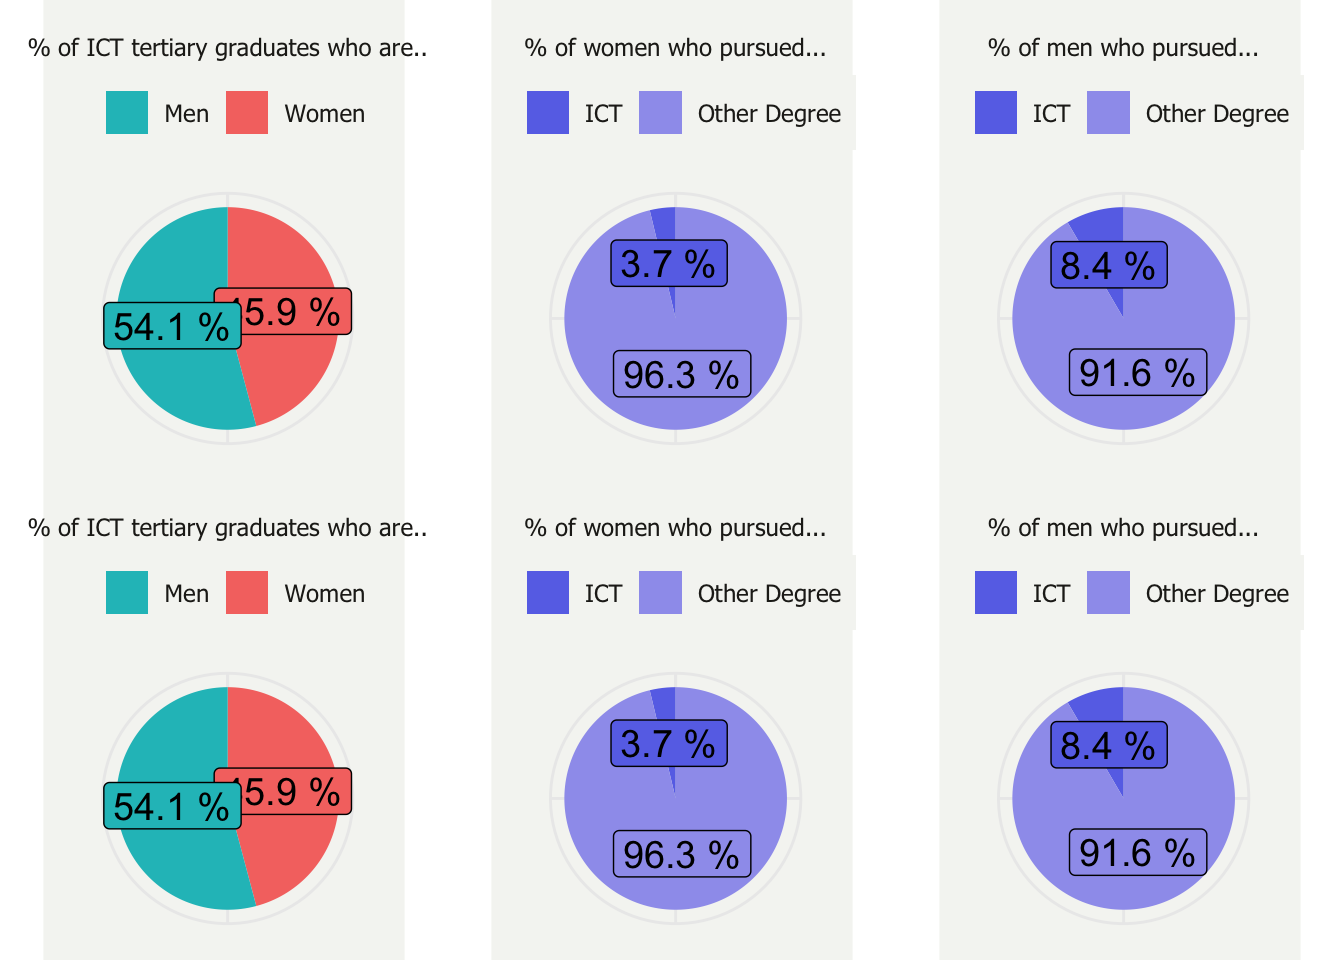 % of ICT tertiary graduates who are..
% of women who pursued...
% of men who pursued...
Men Women
ICT Other Degree
ICT Other Degree
54.1 % 5.9 %
3.7 %
96.3 %
8.4 %
91.6 %
% of ICT tertiary graduates who are..
% of women who pursued...
% of men who pursued...
Men Women
ICT Other Degree
ICT Other Degree
54.1 % 5.9 %
3.7 %
96.3 %
8.4 %
91.6 %